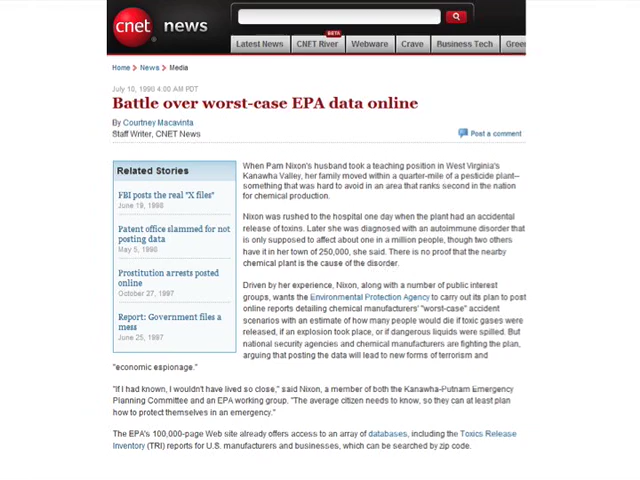 cnet news
BETA
Latest News CNET River Webware Crave Business Tech Gree
Home > News > Media
July 10, 1998 4:00 AM PDT
Battle over worst-case EPA data online
By Courtney Macavinta
Staff Writer, CNET News
Post a comment
Related Stories
FBI posts the real "X files"
June 19, 1998
Patent office slammed for not
posting data
May 5, 1998
Prostitution arrests posted
online
October 27, 1997
Report: Government files a
mess
June 25, 1997
When Pam Nixon's husband took a teaching position in West Virginia's
Kanawha Valley, her family moved within a quarter-mile of a pesticide plant--
something that was hard to avoid in an area that ranks second in the nation
for chemical production.
Nixon was rushed to the hospital one day when the plant had an accidental
release of toxins. Later she was diagnosed with an autoimmune disorder that
is only supposed to affect about one in a million people, though two others
have it in her town of 250,000, she said. There is no proof that the nearby
chemical plant is the cause of the disorder.
Driven by her experience, Nixon, along with a number of public interest
groups, wants the Environmental Protection Agency to carry out its plan to post
online reports detailing chemical manufacturers' "worst-case" accident
scenarios with an estimate of how many people would die if toxic gases were
released, if an explosion took place, or if dangerous liquids were spilled. But
national security agencies and chemical manufacturers are fighting the plan,
arguing that posting the data will lead to new forms of terrorism and
"economic espionage."
"If I had known, I wouldn't have lived so close," said Nixon, a member of both the Kanawha-Putnam Emergency
Planning Committee and an EPA working group. "The average citizen needs to know, so they can at least plan
how to protect themselves in an emergency."
The EPA's 100,000-page Web site already offers access to an array of databases, including the Toxics Release
Inventory (TRI) reports for U.S. manufacturers and businesses, which can be searched by zip code.